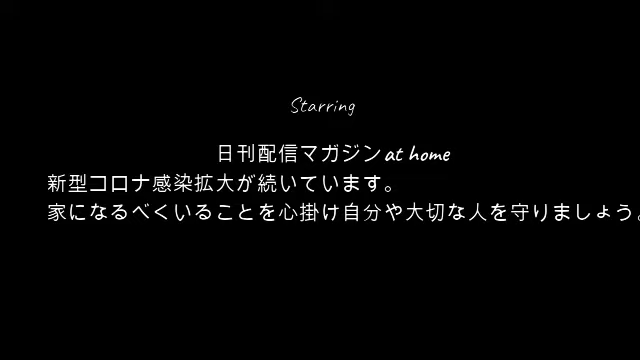 Starring
日刊配信マガジンat home
新型コロナ感染拡大が続いています。
家になるべくいることを心掛け自分や大切な人を守りましょう。